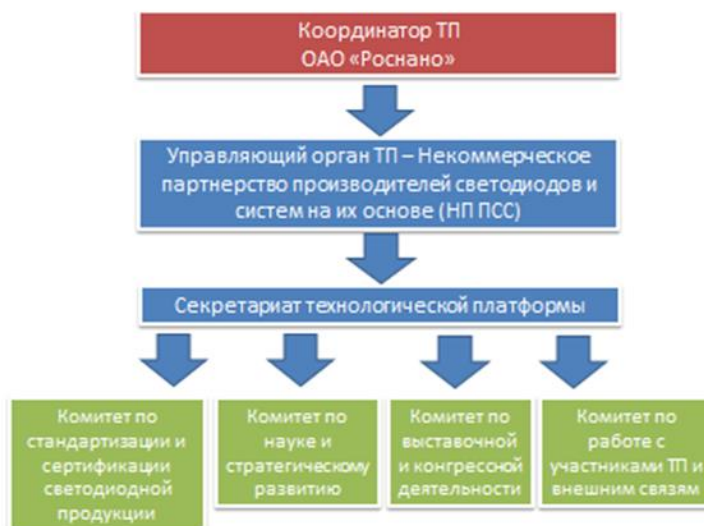 Координатор ТП
ОАО «Роснано»
Управляющий орган ТП – Некоммерческое
партнерство производителей светодиодов и
систем на их основе (НП ПСС)
Секретариат технологической платформы
Комитет по
стандартизации и
сертификации
светодиодной
продукции
Комитет по
науке и
стратегическому
развитию
Комитет по
выставочной
и конгрессной
деятельности
Комитет по
работе с
участниками ТП и
внешним связям